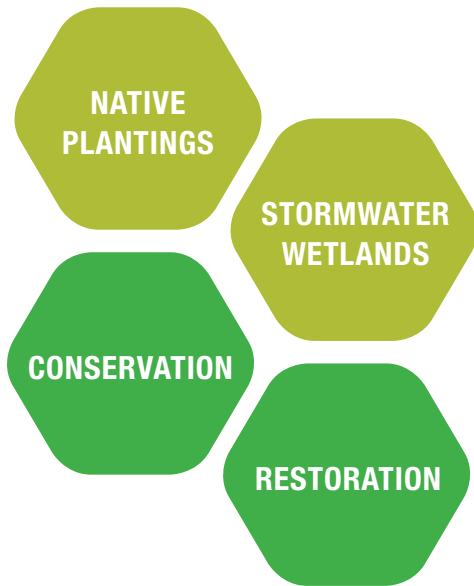 NATIVE
PLANTINGS
STORMWATER
WETLANDS
CONSERVATION
RESTORATION